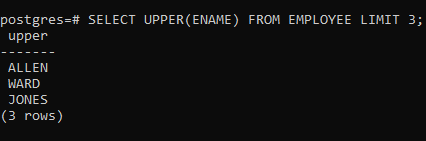 postgres=# SELECT UPPER(ENAME) FROM EMPLOYEE LIMIT 3;
 upper
-------
 ALLEN
 WARD
 JONES
(3 rows)